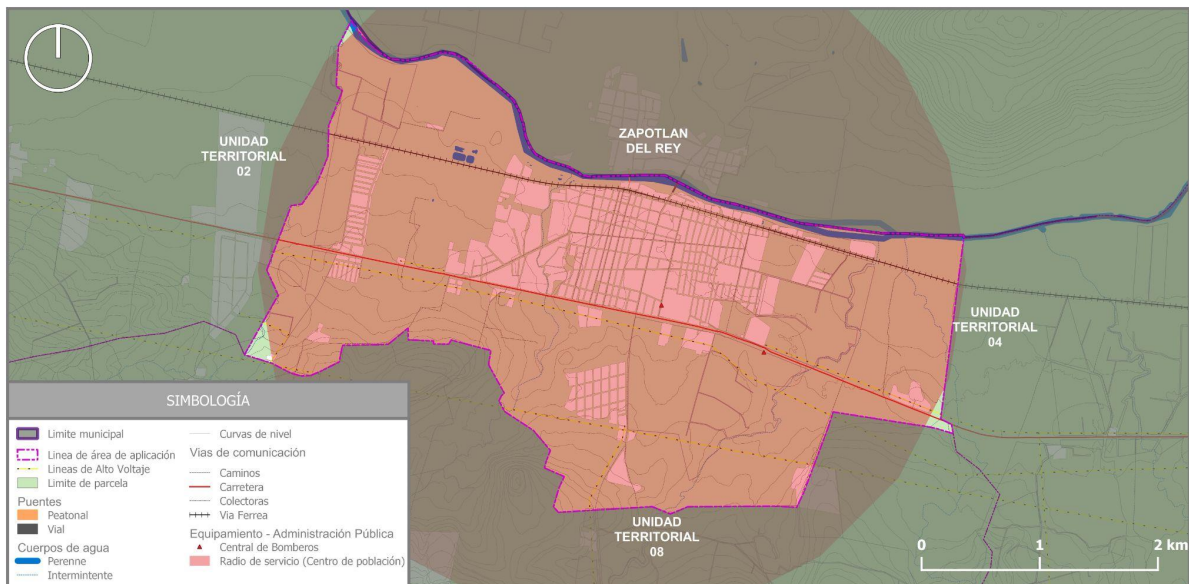 UNIDAD
TERRITORIAL
02
ZAPOTLAN
DEL REY
UNIDAD
TERRITORIAL
04
UNIDAD
TERRITORIAL
08
0 1 2 km
SIMBOLOGÍA
Limite municipal
Linea de área de aplicación
Lineas de Alto Voltaje
Limite de parcela
Puentes
Peatonal
Vial
Cuerpos de agua
Perenne
Intermintente
Curvas de nivel
Vias de comunicación
Caminos
Carretera
Colectoras
Via Ferrea
Equipamiento - Administración Pública
Central de Bomberos
Radio de servicio (Centro de población)